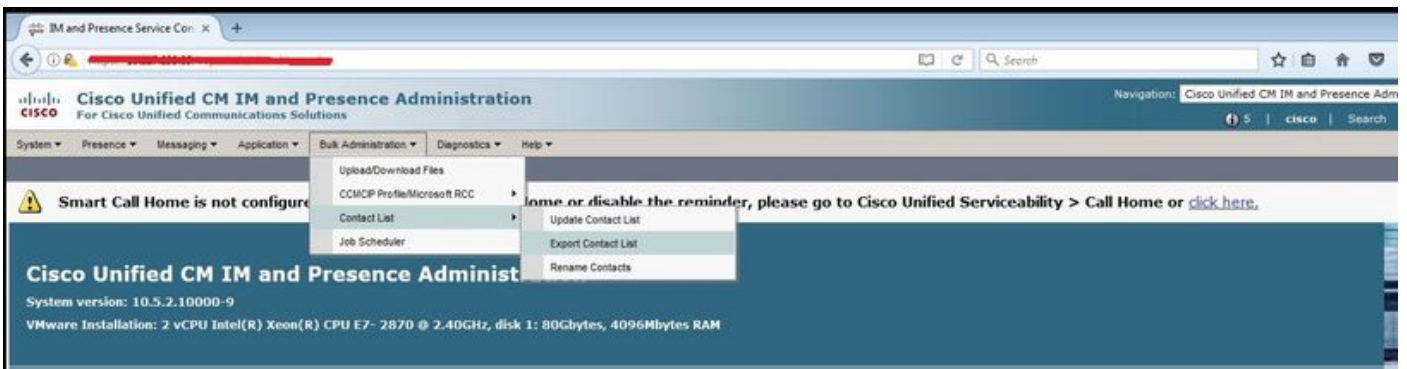 IM and Presence Service Con × +
Search
Cisco Unified CM IM and Presence Administration
CISCO For Cisco Unified Communications Solutions
Navigation: Cisco Unified CM IM and Presence Adm
5 | cisco | Search
System Presence Messaging Application Bulk Administration Diagnostics Help
Upload/Download Files
CCMCIP Profile/Microsoft RCC
Contact List
Job Scheduler
Update Contact List
Export Contact List
Rename Contacts
Smart Call Home is not configure ome or disable the reminder, please go to Cisco Unified Serviceability > Call Home or click here.
Cisco Unified CM IM and Presence Administ
System version: 10.5.2.10000-9
VMware Installation: 2 vCPU Intel(R) Xeon(R) CPU E7- 2870 @ 2.40GHz, disk 1: 80Gbytes, 4096Mbytes RAM